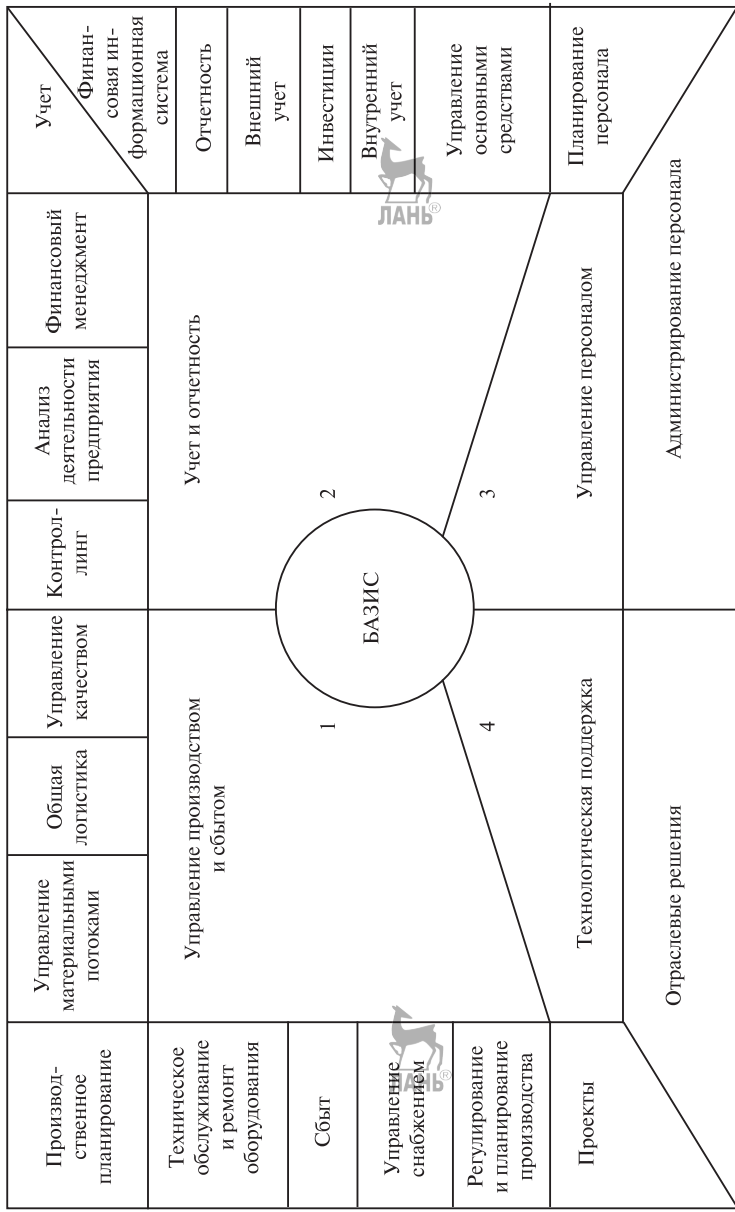 Производ-
ственное
планирование
Управление
материальными
потоками
Общая
логистика
Управление
качеством
Контрол-
линг
Анализ
деятельности
предприятия
Финансовый
менеджмент
Учет
Финан-
совая ин-
формационная
система
Техническое
обслуживание
и ремонт
оборудования
Сбыт
Управление
снабжением
Регулирование
и планирование
производства
Проекты
Управление производством
и сбытом
1
Учет и отчетность
2
БАЗИС
4
3
Технологическая поддержка
Управление персоналом
Отчетность
Внешний
учет
Инвестиции
Внутренний
учет
Управление
основными
средствами
Планирование
персонала
Отраслевые решения
Администрирование персонала
ЛАНЬ®
ЛАНЬ®